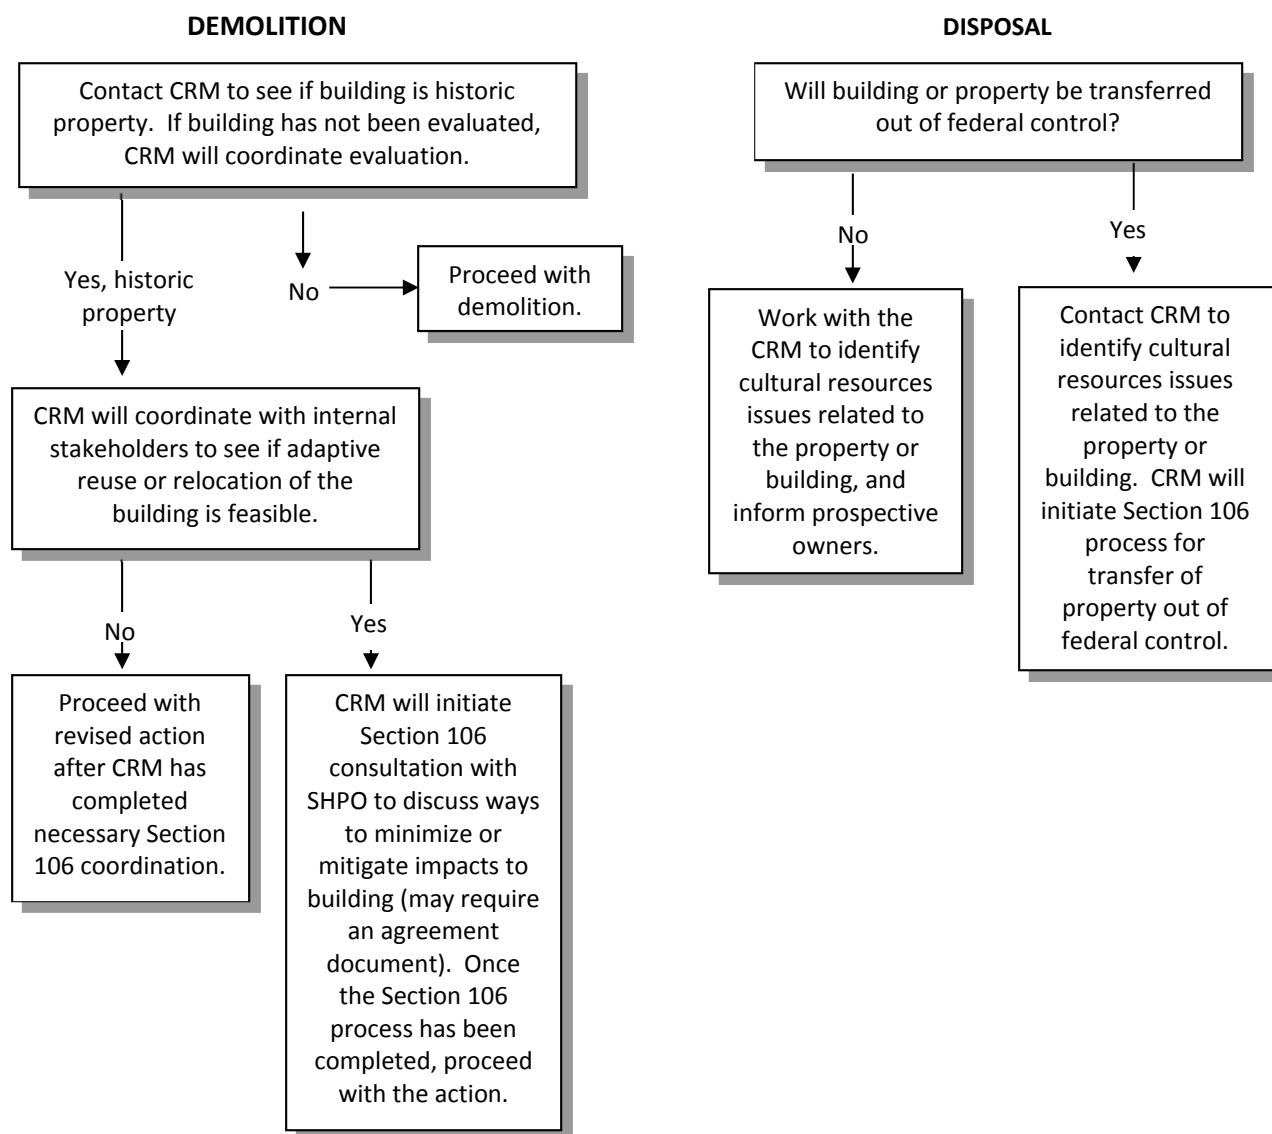 DEMOLITION
Contact CRM to see if building is historic
property.  If building has not been evaluated,
CRM will coordinate evaluation.
Yes, historic
property
No
Proceed with
demolition.
CRM will coordinate with internal
stakeholders to see if adaptive
reuse or relocation of the
building is feasible.
No
Yes
Proceed with
revised action
after CRM has
completed
necessary Section
106 coordination.
CRM will initiate
Section 106
consultation with
SHPO to discuss ways
to minimize or
mitigate impacts to
building (may require
an agreement
document).  Once
the Section 106
process has been
completed, proceed
with the action.
DISPOSAL
Will building or property be transferred
out of federal control?
No
Yes
Work with the
CRM to identify
cultural resources
issues related to
the property or
building, and
inform prospective
owners.
Contact CRM to
identify cultural
resources issues
related to the
property or
building.  CRM will
initiate Section 106
process for
transfer of
property out of
federal control.